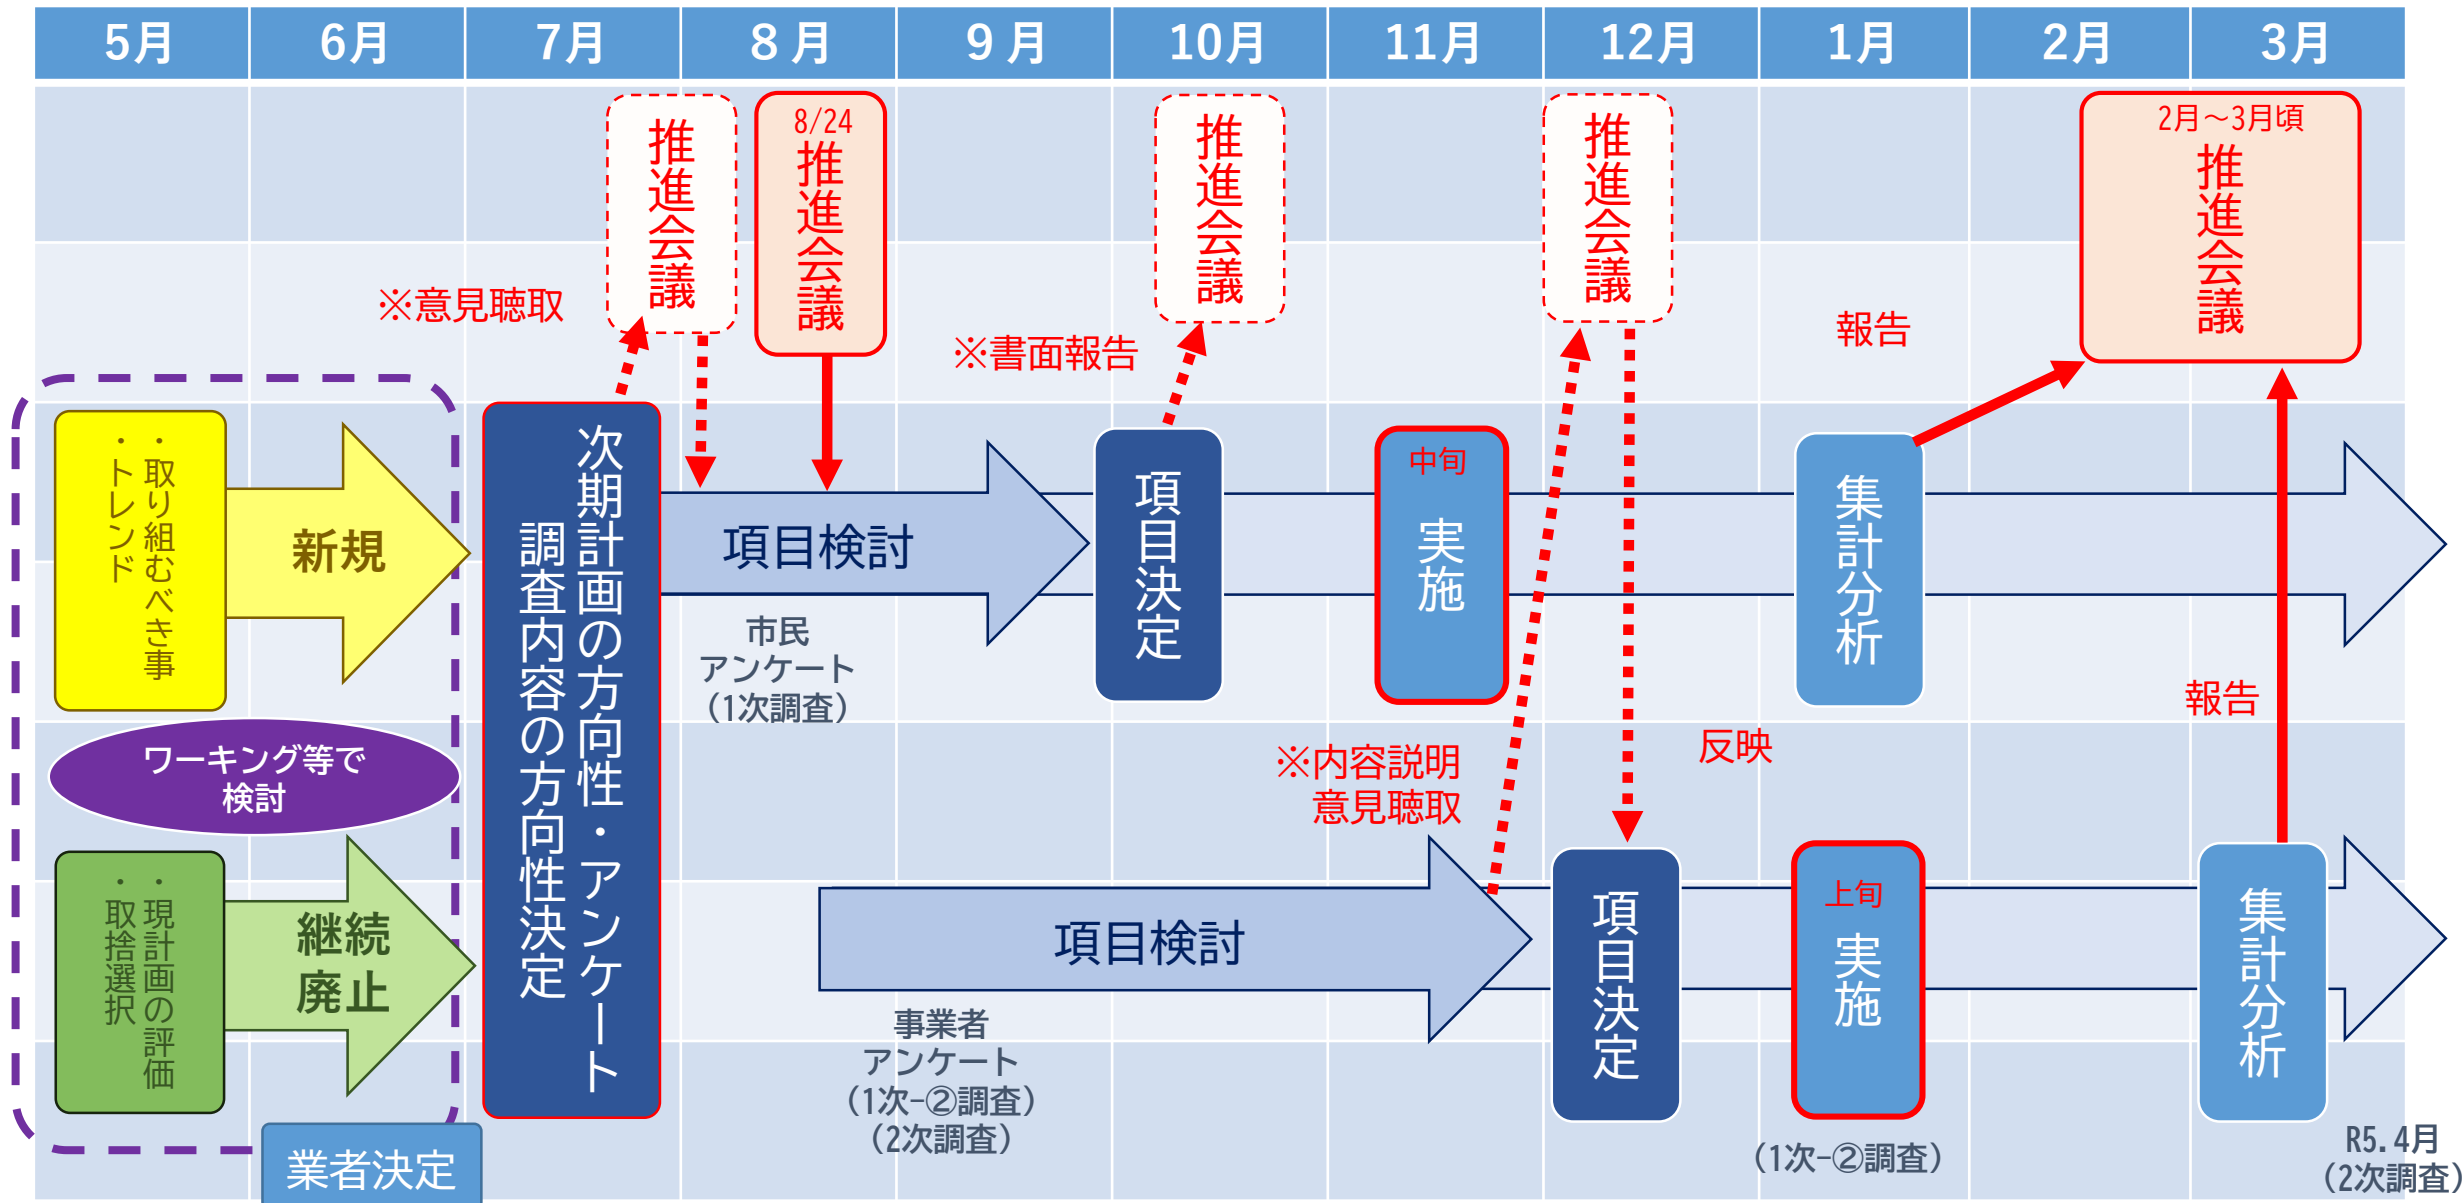 5月 6月 7月 8月 9月 10月 11月 12月 1月 2月 3月
推進会議
8/24
推進会議
推進会議
推進会議
2月～3月頃
推進会議
※意見聴取
※書面報告
報告
・取り組むべき事
・トレンド
新規
ワーキング等で
検討
・現計画の評価
・取捨選択
継続
廃止
業者決定
次期計画の方向性・アンケート
調査内容の方向性決定
項目検討
市民
アンケート
（1次調査）
項目決定
中旬
実施
集計分析
※内容説明
意見聴取
反映
報告
項目検討
事業者
アンケート
（1次-②調査）
（2次調査）
項目決定
上旬
実施
（1次-②調査）
集計分析
R5.4月
（2次調査）